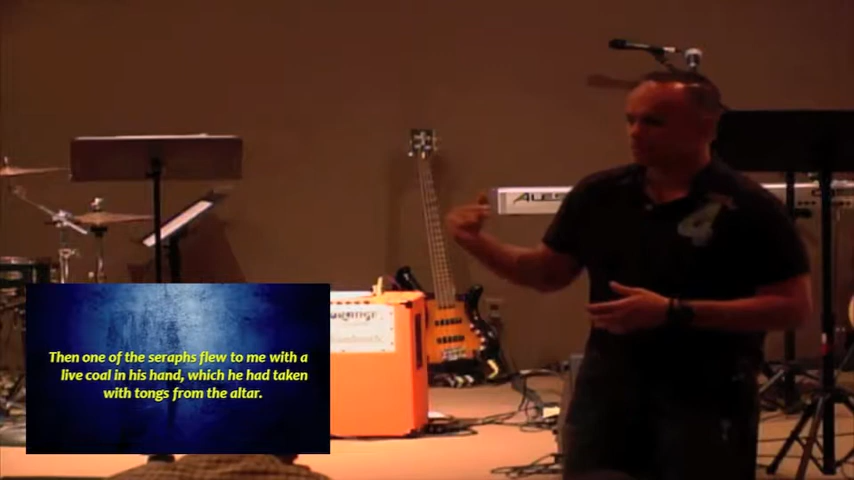 Then one of the seraphs flew to me with a
live coal in his hand, which he had taken
with tongs from the altar.